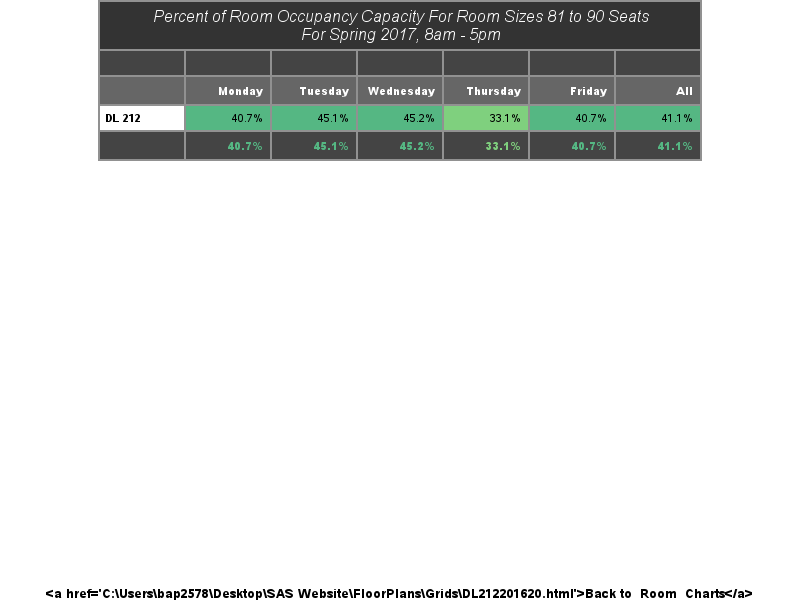 Percent of Room Occupancy Capacity For Room Sizes 81 to 90 Seats
For Spring 2017, 8am - 5pm
Monday Tuesday Wednesday Thursday Friday All
DL 212 40.7% 45.1% 45.2% 33.1% 40.7% 41.1%
40.7% 45.1% 45.2% 33.1% 40.7% 41.1%
<a href='C:\Users\bap2578\Desktop\SAS Website\FloorPlans\Grids\DL212201620.html'>Back to Room Charts</a>